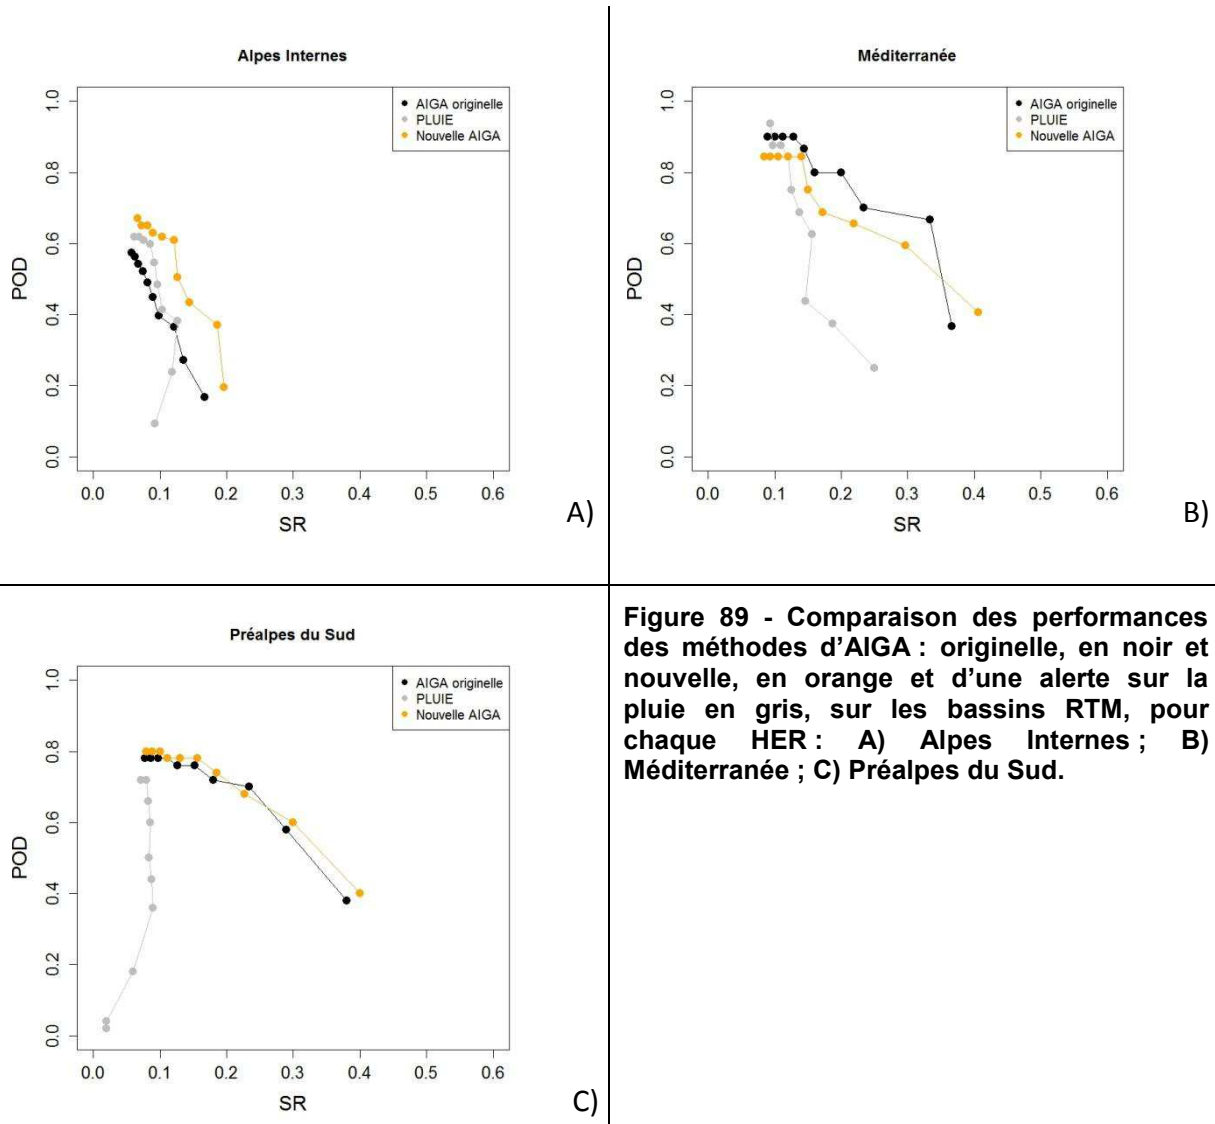 Alpes Internes
AIGA originelle
PLUIE
Nouvelle AIGA
POD
0.0 0.2 0.4 0.6 0.8 1.0
0.0 0.1 0.2 0.3 0.4 0.5 0.6
SR
A)
Méditerranée
AIGA originelle
PLUIE
Nouvelle AIGA
POD
0.0 0.2 0.4 0.6 0.8 1.0
0.0 0.1 0.2 0.3 0.4 0.5 0.6
SR
B)
Préalpes du Sud
AIGA originelle
PLUIE
Nouvelle AIGA
POD
0.0 0.2 0.4 0.6 0.8 1.0
0.0 0.1 0.2 0.3 0.4 0.5 0.6
SR
C)
Figure 89 - Comparaison des performances
des méthodes d’AIGA : originelle, en noir et
nouvelle, en orange et d’une alerte sur la
pluie en gris, sur les bassins RTM, pour
chaque HER : A) Alpes Internes ; B)
Méditerranée ; C) Préalpes du Sud.